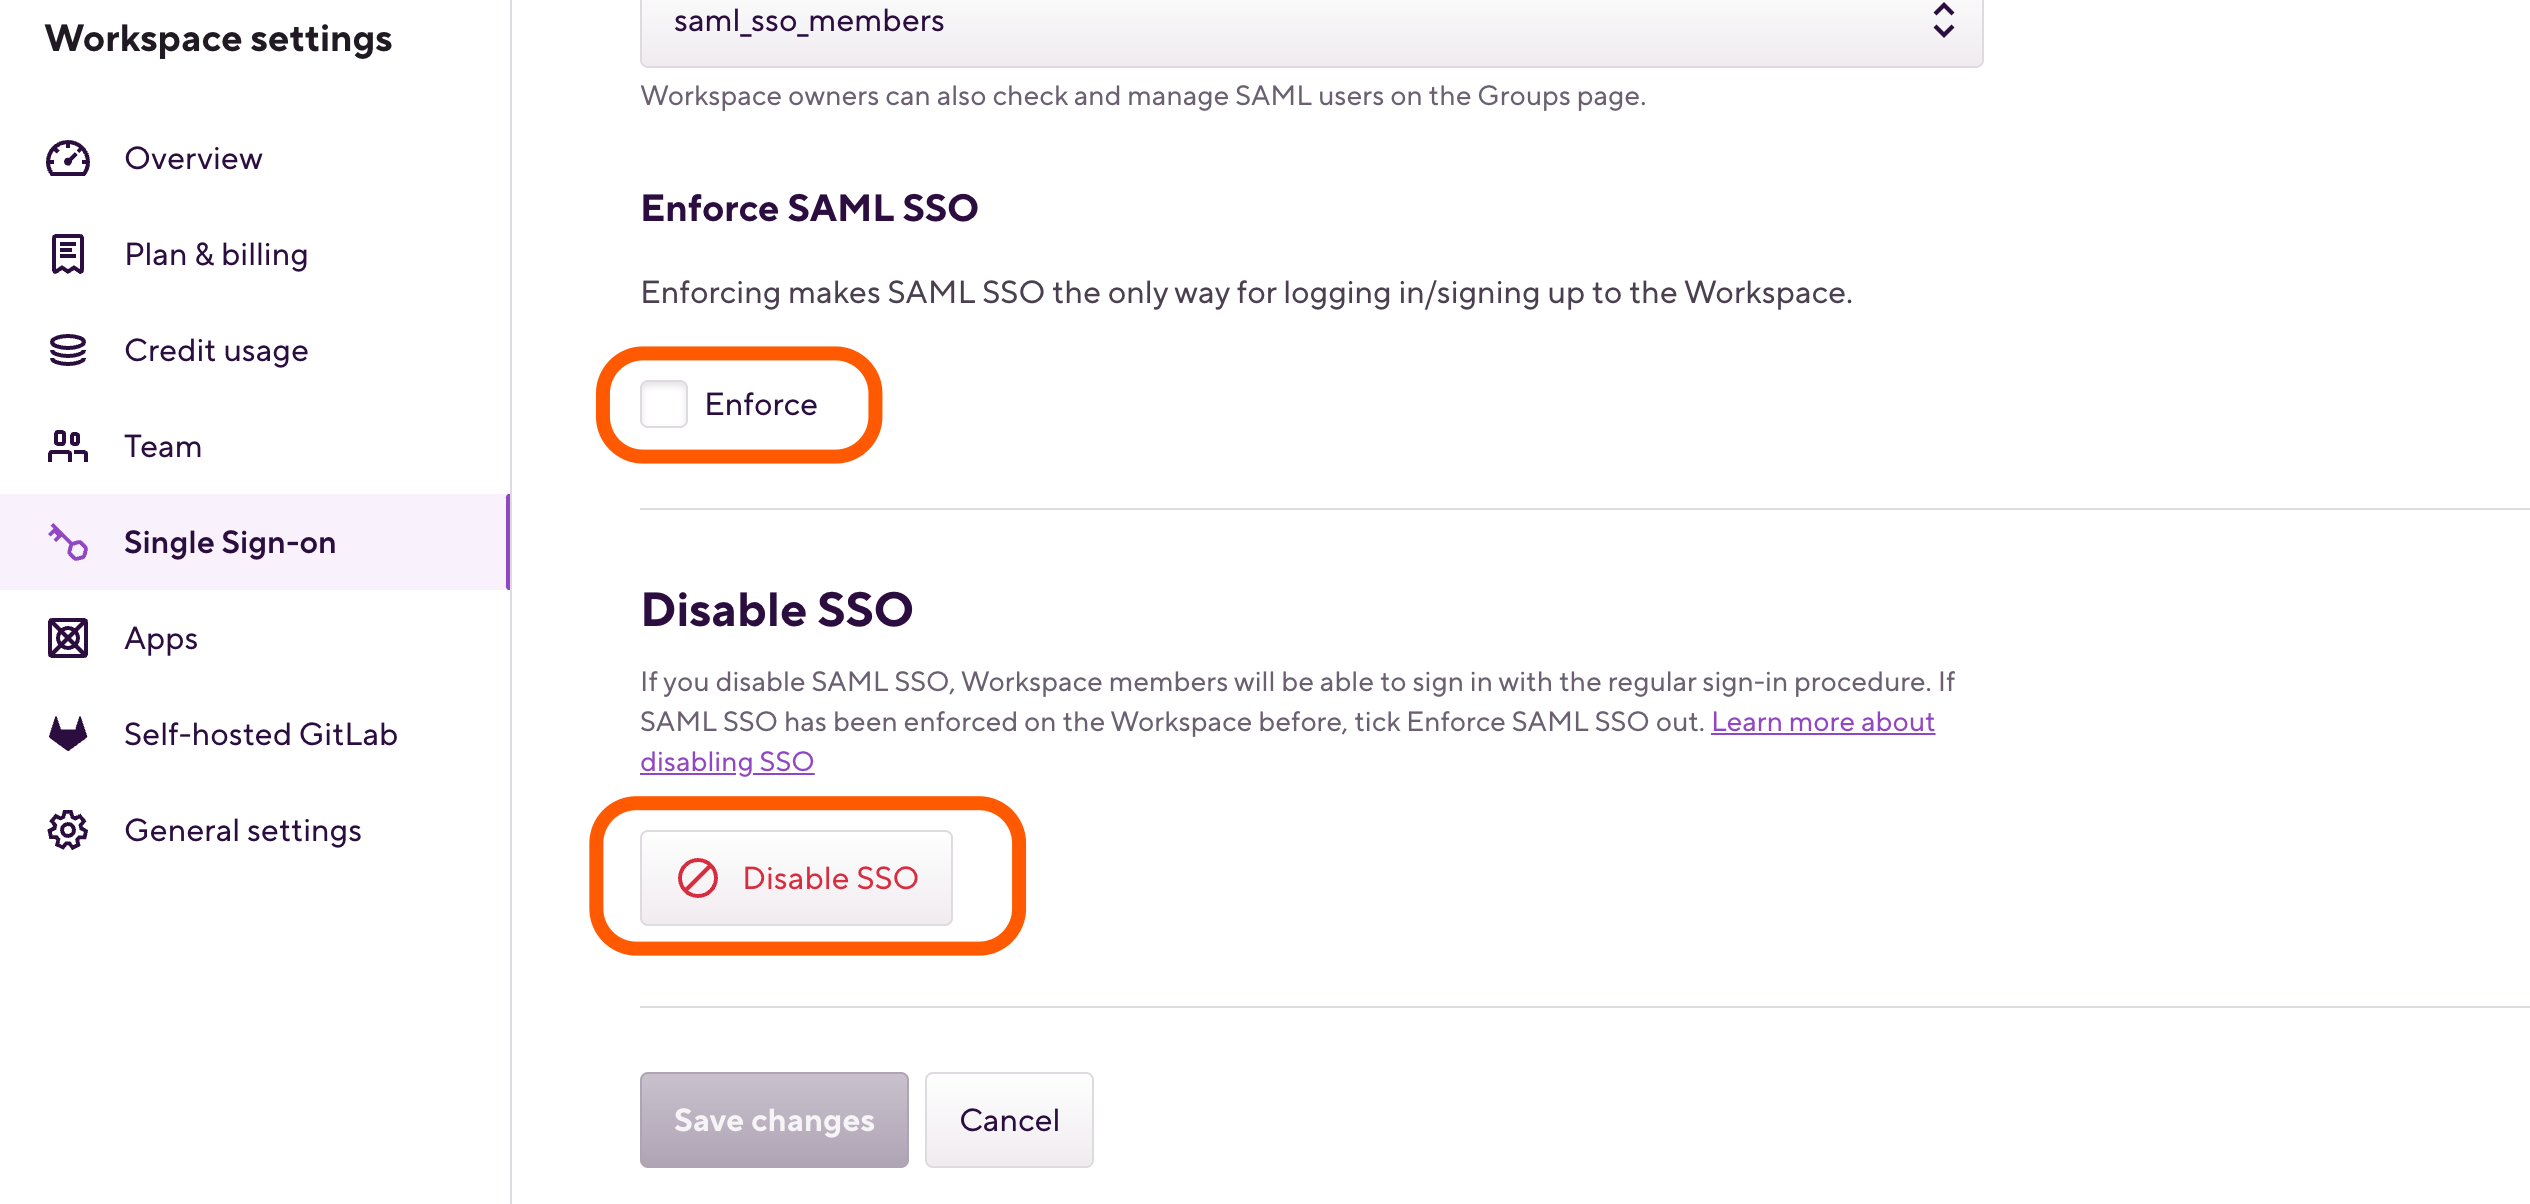 Workspace settings
Overview
Plan & billing
Credit usage
Team
Single Sign-on
Apps
Self-hosted GitLab
General settings
saml_sso_members
Workspace owners can also check and manage SAML users on the Groups page.
Enforce SAML SSO
Enforcing makes SAML SSO the only way for logging in/signing up to the Workspace.
Enforce
Disable SSO
If you disable SAML SSO, Workspace members will be able to sign in with the regular sign-in procedure. If
SAML SSO has been enforced on the Workspace before, tick Enforce SAML SSO out. Learn more about
disabling SSO
Disable SSO
Save changes
Cancel